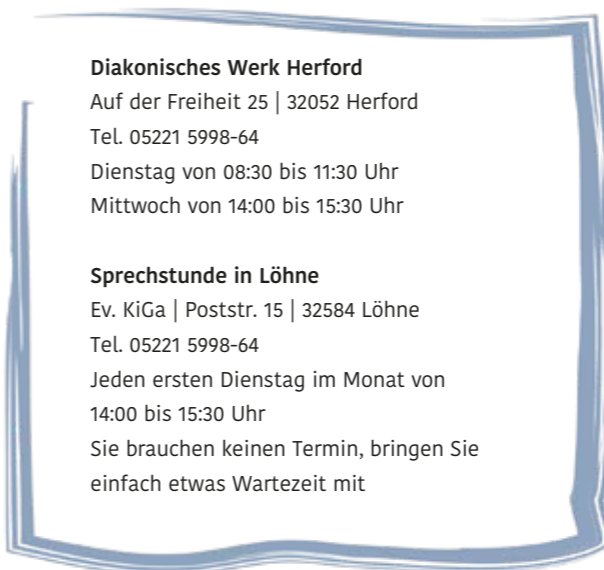 Diakonisches Werk Herford
Auf der Freiheit 25 | 32052 Herford
Tel. 05221 5998-64
Dienstag von 08:30 bis 11:30 Uhr
Mittwoch von 14:00 bis 15:30 Uhr
Sprechstunde in Löhne
Ev. KiGa | Poststr. 15 | 32584 Löhne
Tel. 05221 5998-64
Jeden ersten Dienstag im Monat von
14:00 bis 15:30 Uhr
Sie brauchen keinen Termin, bringen Sie
einfach etwas Wartezeit mit